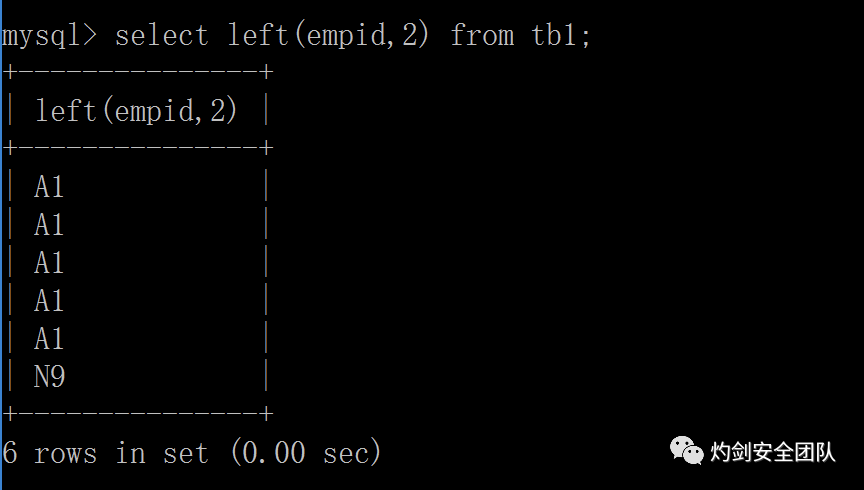 mysql> select left(empid,2) from tb1;
+---------------+
| left(empid,2) |
+---------------+
| A1            |
| A1            |
| A1            |
| A1            |
| A1            |
| N9            |
+---------------+
6 rows in set (0.00 sec)
灼剑安全团队